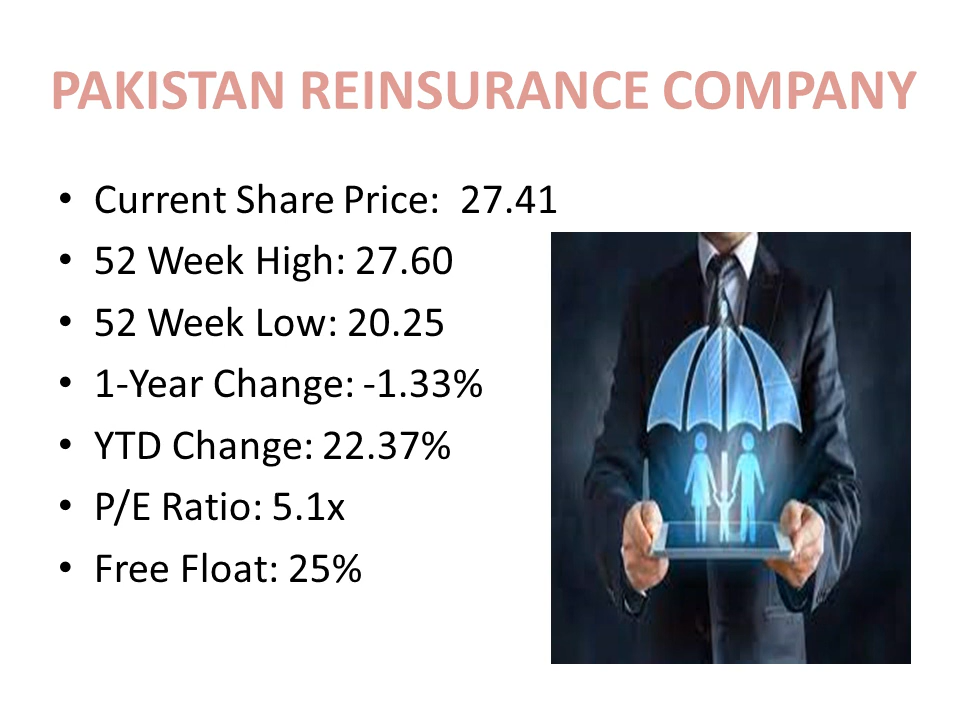 PAKISTAN REINSURANCE COMPANY
• Current Share Price:  27.41
• 52 Week High: 27.60
• 52 Week Low: 20.25
• 1-Year Change: -1.33%
• YTD Change: 22.37%
• P/E Ratio: 5.1x
• Free Float: 25%